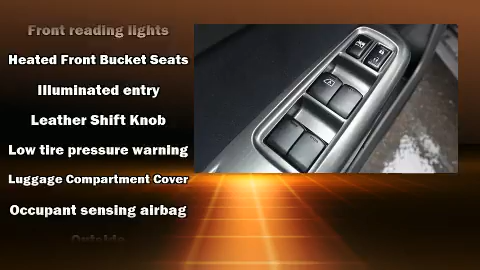 Front reading lights
Heated Front Bucket Seats
Illuminated entry
Leather Shift Knob
Low tire pressure warning
Luggage Compartment Cover
Occupant sensing airbag
Outside